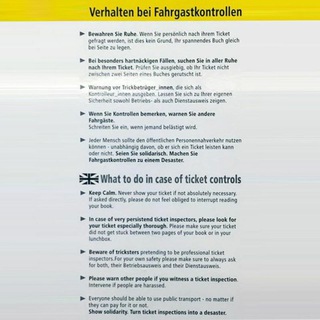 Verhalten bei Fahrgastkontrollen
Bewahren Sie Ruhe. Wenn Sie persönlich nach ihrem Ticket
gefragt werden, ist dies kein Grund, Ihr spannendes Buch gleich
bei Seite zu legen.
Bei besonders hartnäckigen Fällen, suchen Sie in aller Ruhe
nach Ihrem Ticket. Prüfen Sie ausgiebig, ob Ihr Ticket nicht
zwischen zwei Seiten eines Buches gerutscht ist.
Warnung vor Trickbetrüger_innen, die sich als
Kontrolleur_innen ausgeben. Lassen Sie sich zu Ihrer eigenen
Sicherheit sowohl Betriebs- als auch Dienstausweis zeigen.
Wenn Sie Kontrollen bemerken, warnen Sie andere
Fahrgäste.
Schreiten Sie ein, wenn jemand belästigt wird.
Jeder Mensch sollte den öffentlichen Personennahverkehr nutzen
können - unabhängig davon, ob er sich ein Ticket leisten kann
oder nicht. Seien Sie solidarisch. Machen Sie
Fahrgastkontrollen zu einem Desaster.
What to do in case of ticket controls
Keep Calm. Never show your ticket if not absolutely necessary.
If asked directly, please do not feel obliged to interrupt reading
your book.
In case of very persistend ticket inspectors, please look for
your ticket especially thorough. Please make sure your ticket
did not get stuck between two pages of your book or in your
lunchbox.
Beware of tricksters pretending to be professional ticket
inspectors.For your own safety please make sure to always ask
for both, their Betriebsausweis and their Dienstausweis.
Please warn other people if you witness a ticket inspection.
Intervene if people are harassed.
Everyone should be able to use public transport - no matter if
they can pay for it or not.
Show solidarity. Turn ticket inspections into a desaster.